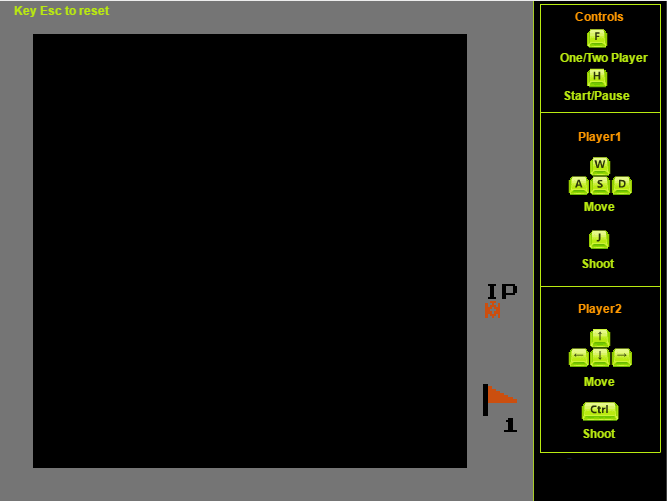 Key Esc to reset
IP
1
Controls
F
One/Two Player
H
Start/Pause
Player1
W
A S D
Move
J
Shoot
Player2
↑
← ↓ →
Move
Ctrl
Shoot